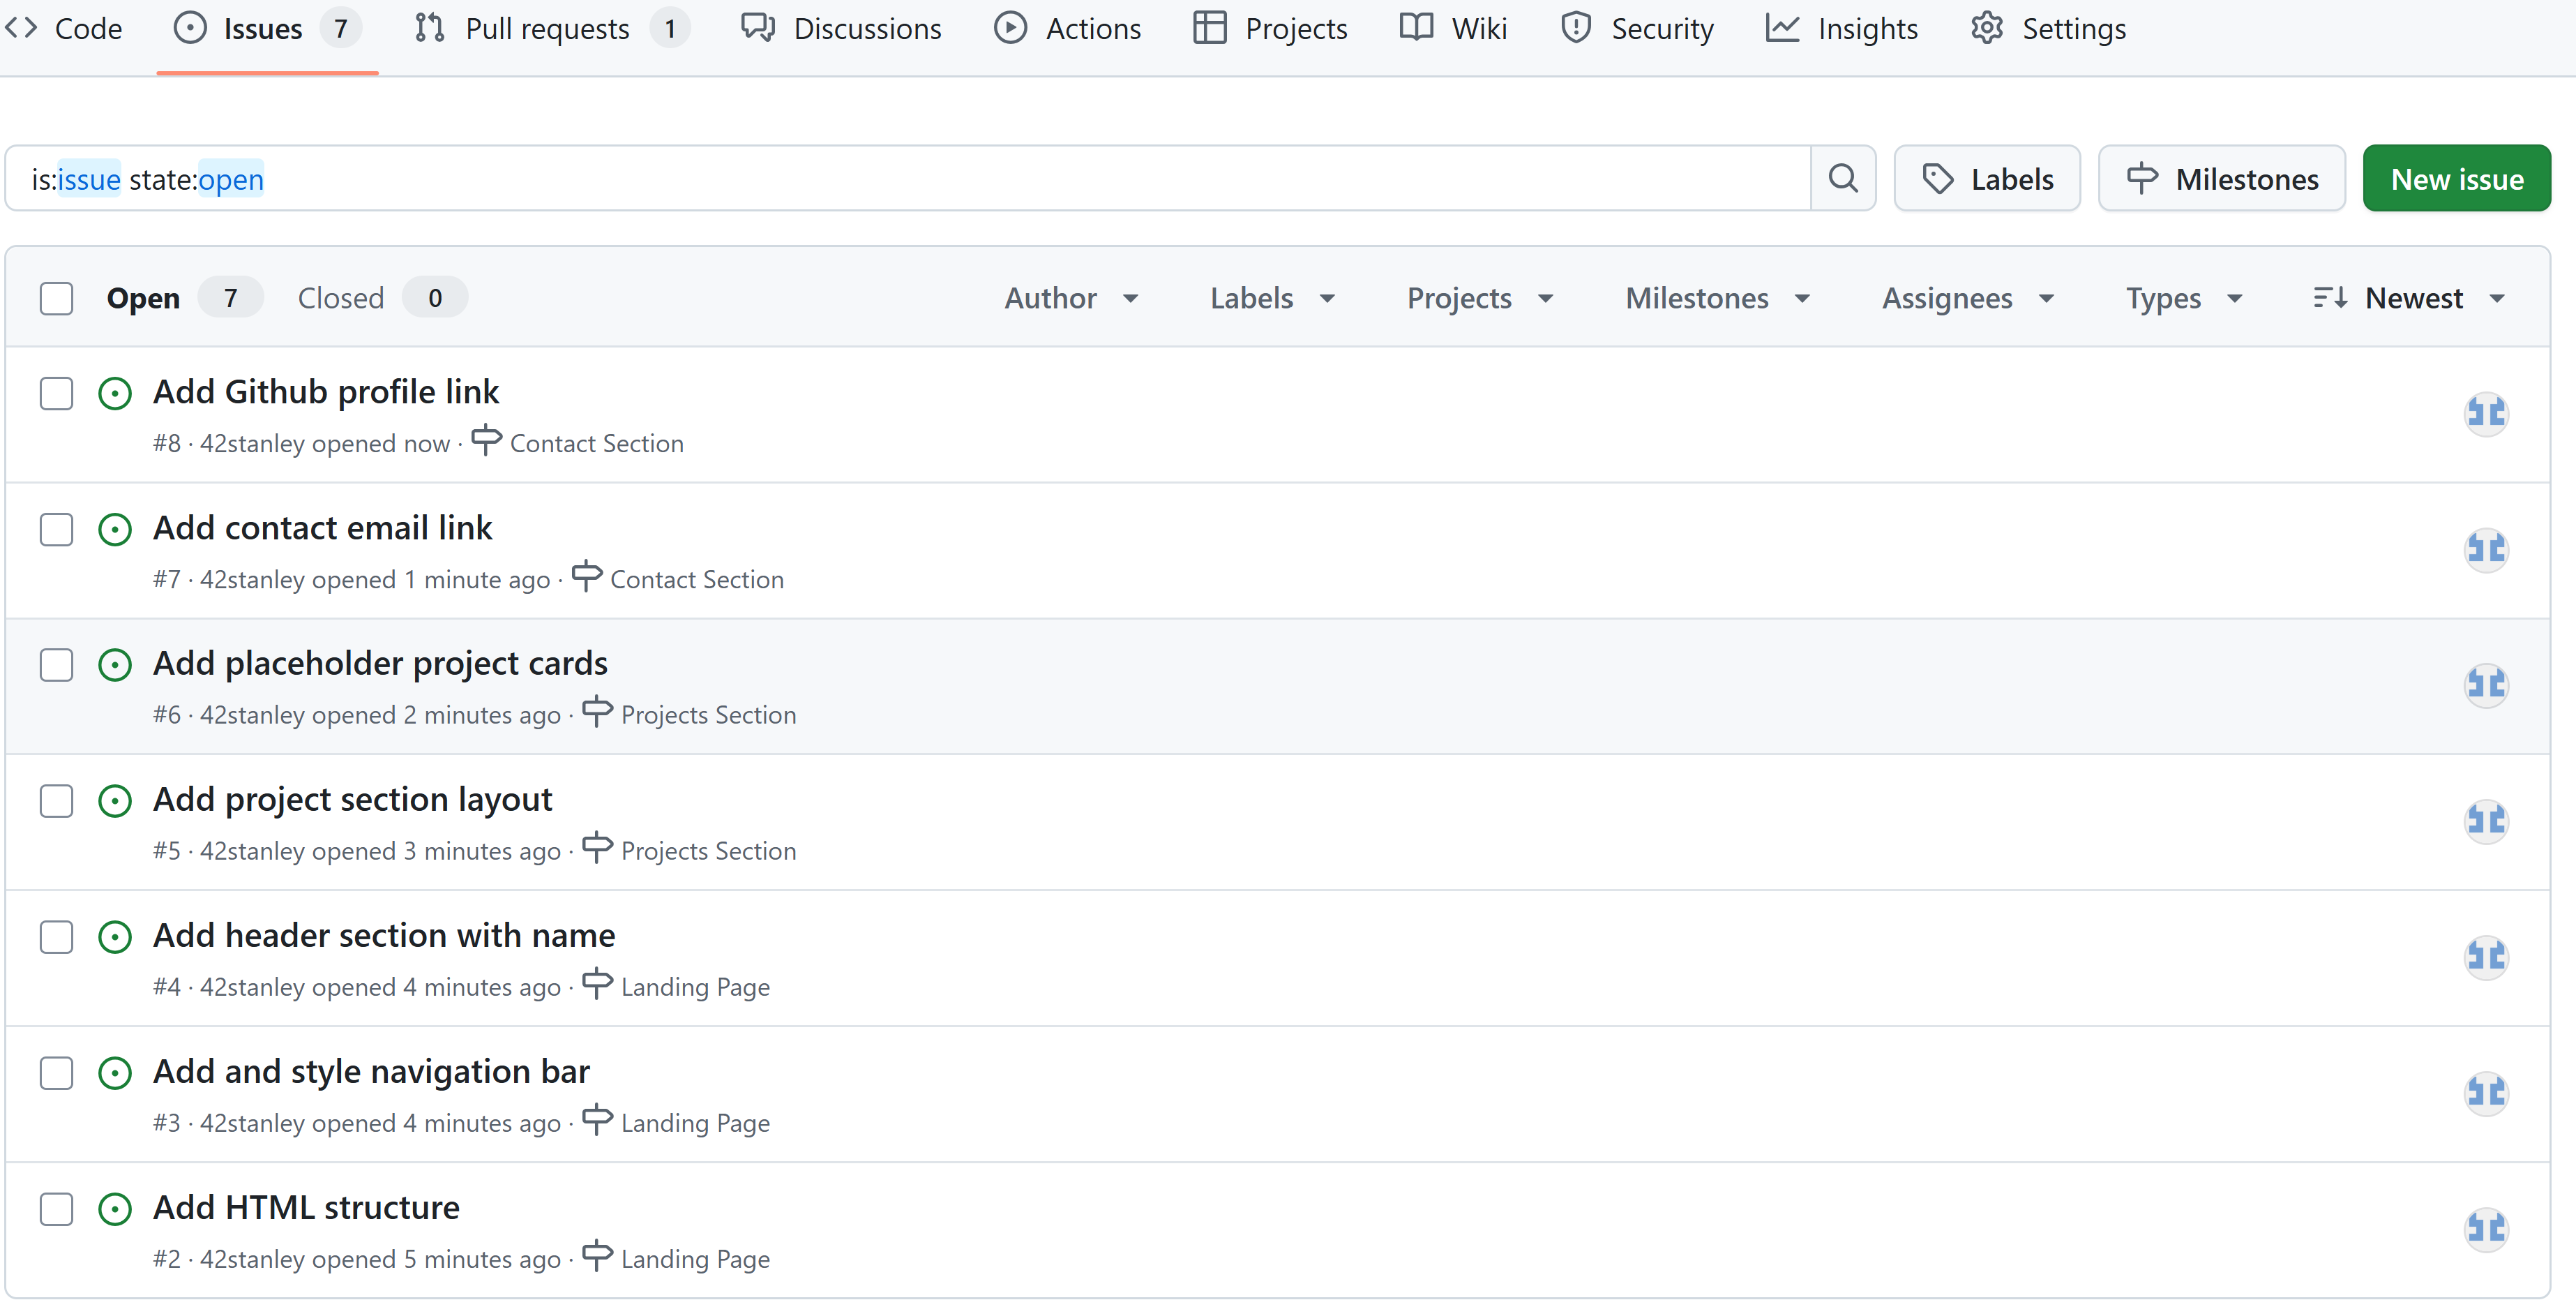 Code Issues 7 Pull requests 1 Discussions Actions Projects Wiki Security Insights Settings
is:issue state:open Labels Milestones New issue
Open 7 Closed 0 Author Labels Projects Milestones Assignees Types Newest
Add Github profile link
#8 · 42stanley opened now · Contact Section
Add contact email link
#7 · 42stanley opened 1 minute ago · Contact Section
Add placeholder project cards
#6 · 42stanley opened 2 minutes ago · Projects Section
Add project section layout
#5 · 42stanley opened 3 minutes ago · Projects Section
Add header section with name
#4 · 42stanley opened 4 minutes ago · Landing Page
Add and style navigation bar
#3 · 42stanley opened 4 minutes ago · Landing Page
Add HTML structure
#2 · 42stanley opened 5 minutes ago · Landing Page